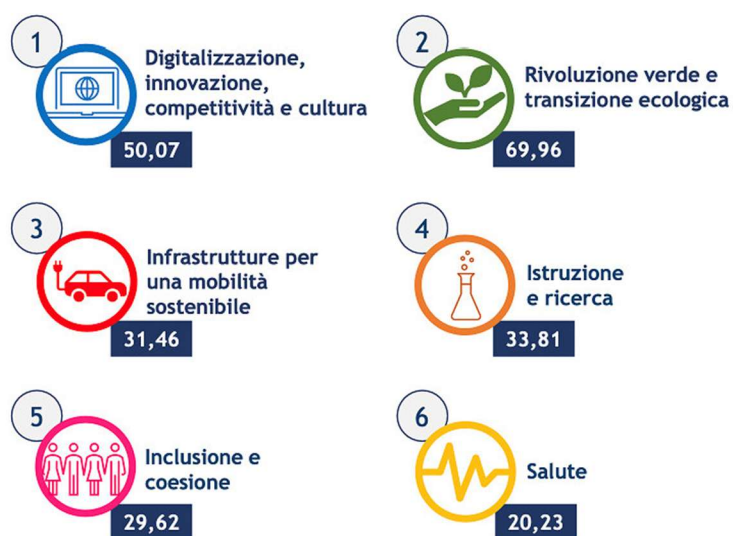 1
Digitalizzazione,
innovazione,
competitività e cultura
50,07
2
Rivoluzione verde e
transizione ecologica
69,96
3
Infrastrutture per
una mobilità
sostenibile
31,46
4
Istruzione
e ricerca
33,81
5
Inclusione e
coesione
29,62
6
Salute
20,23